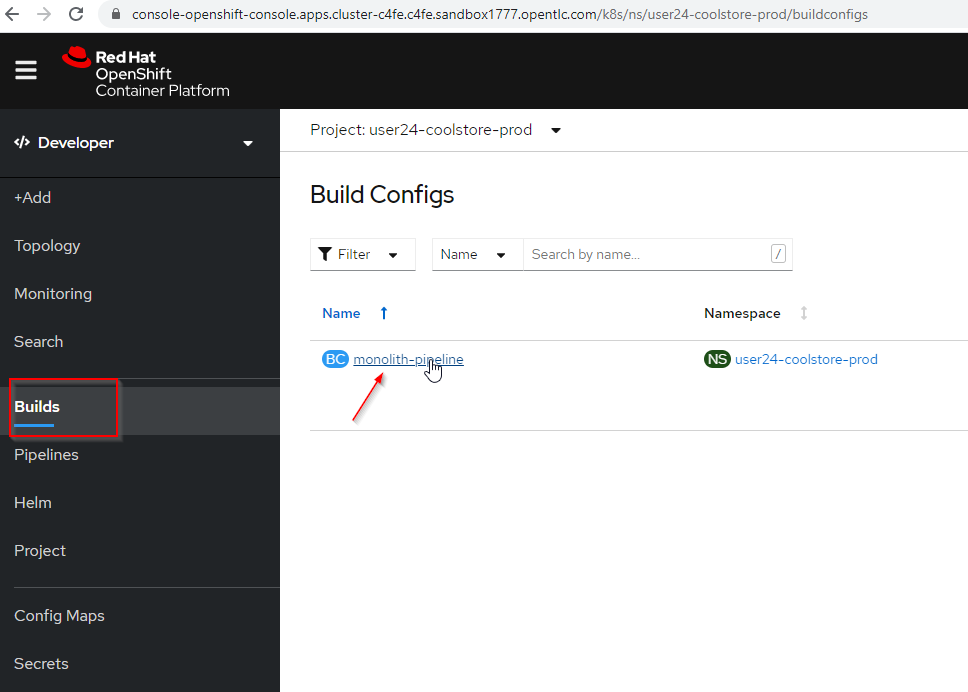 console-openshift-console.apps.cluster-c4fe.c4fe.sandbox1777.opentlc.com/k8s/ns/user24-coolstore-prod/buildconfigs
Red Hat
OpenShift
Container Platform
</> Developer
+Add
Topology
Monitoring
Search
Builds
Pipelines
Helm
Project
Config Maps
Secrets
Project: user24-coolstore-prod
Build Configs
Filter Name Search by name... /
Name Namespace
BC monolith-pipeline NS user24-coolstore-prod